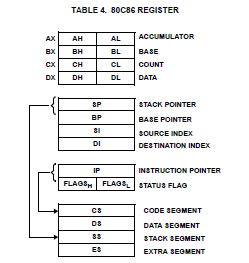 TABLE 4. 80C86 REGISTER
AX AH AL ACCUMULATOR
BX BH BL BASE
CX CH CL COUNT
DX DH DL DATA
SP STACK POINTER
BP BASE POINTER
SI SOURCE INDEX
DI DESTINATION INDEX
IP INSTRUCTION POINTER
FLAGSH FLAGSL STATUS FLAG
CS CODE SEGMENT
DS DATA SEGMENT
SS STACK SEGMENT
ES EXTRA SEGMENT